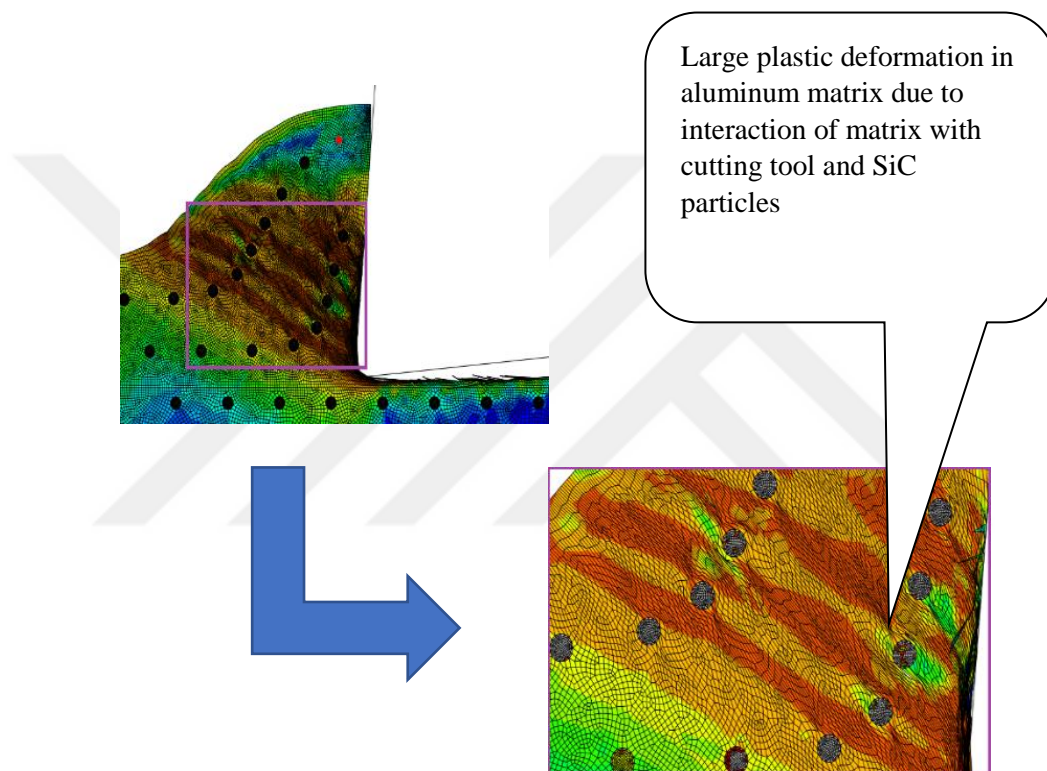 Large plastic deformation in
aluminum matrix due to
interaction of matrix with
cutting tool and SiC
particles